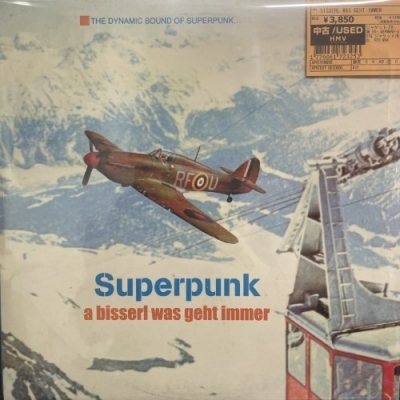 THE DYNAMIC SOUND OF SUPERPUNK...
¥3,850
中古/USED
HMV
RF U
Superpunk
a bisserl was geht immer